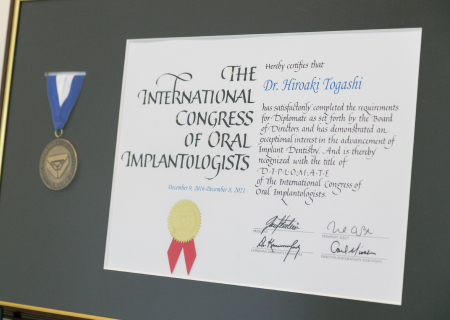 THE
INTERNATIONAL
CONGRESS
OF ORAL
IMPLANTOLOGISTS
December 9, 2016-December 8, 2021
Hereby certifies that
Dr. Hiroaki Togashi
has satisfactorily completed the requirements
for Diplomate as set forth by the Board
of Directors and has demonstrated an
exceptional interest in the advancement of
Implant Dentistry. And is thereby
recognized with the title of
D·I·P·L·O·M·A·T·E
of The International Congress of
Oral Implantologists.